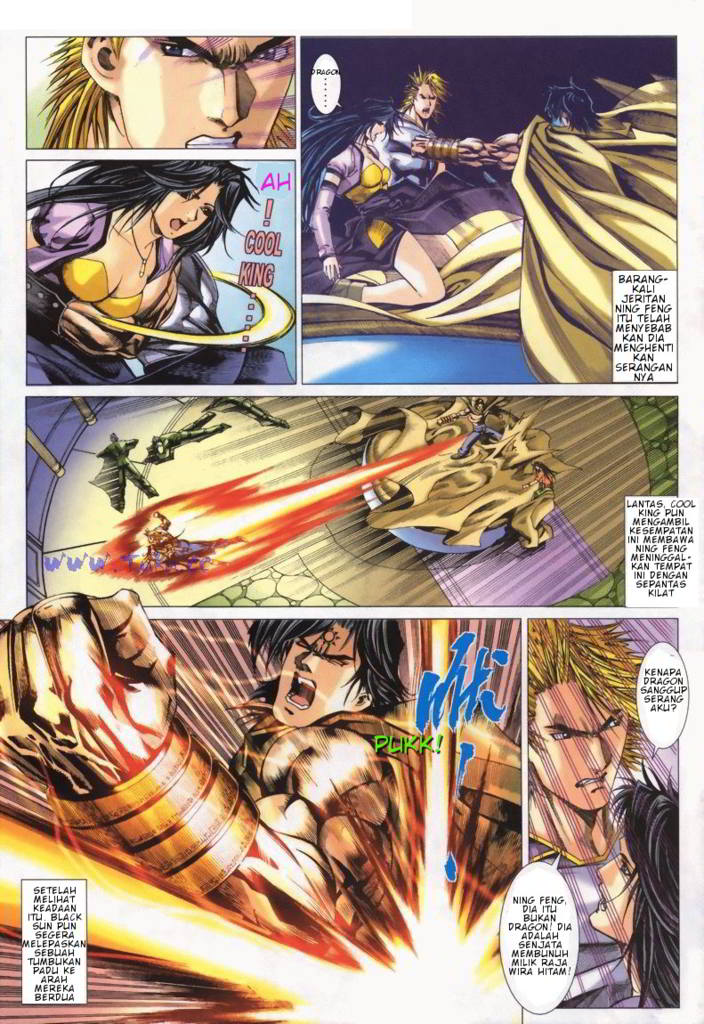 DRAGON
.......
BARANG-
KALI
JERITAN
NING FENG
ITU TELAH
MENYEBAB
KAN DIA
MENGHENTI
KAN
SERANGAN
NYA
AH
!
COOL
KING
......
LANTAS, COOL
KING PUN
MENGAMBIL
KESEMPATAN
INI MEMBAWA
NING FENG
MENINGGAL-
KAN TEMPAT
INI DENGAN
SEPANTAS
KILAT
KENAPA
DRAGON
SANGGUP
SERANG
AKU?
PUKK!
SETELAH
MELIHAT
KEADAAN
ITU, BLACK
SUN PUN
SEGERA
MELEPASKAN
SEBUAH
TUMBUKAN
PADU KE
ARAH
MEREKA
BERDUA
NING FENG,
DIA ITU
BUKAN
DRAGON! DIA
ADALAH
SENJATA
MEMBUNUH
MILIK RAJA
WIRA HITAM!